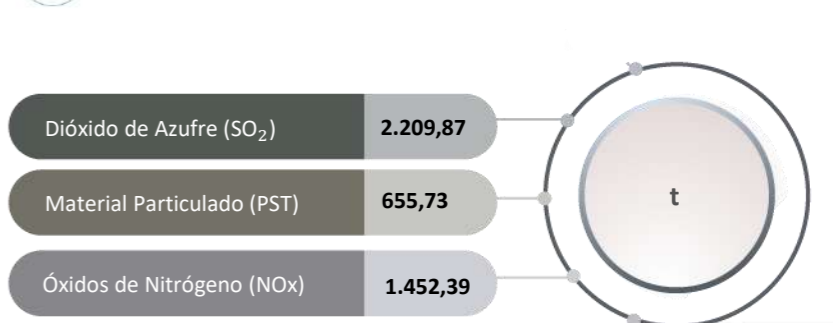 Dióxido de Azufre (SO₂) 2.209,87
Material Particulado (PST) 655,73
Óxidos de Nitrógeno (NOx) 1.452,39
t